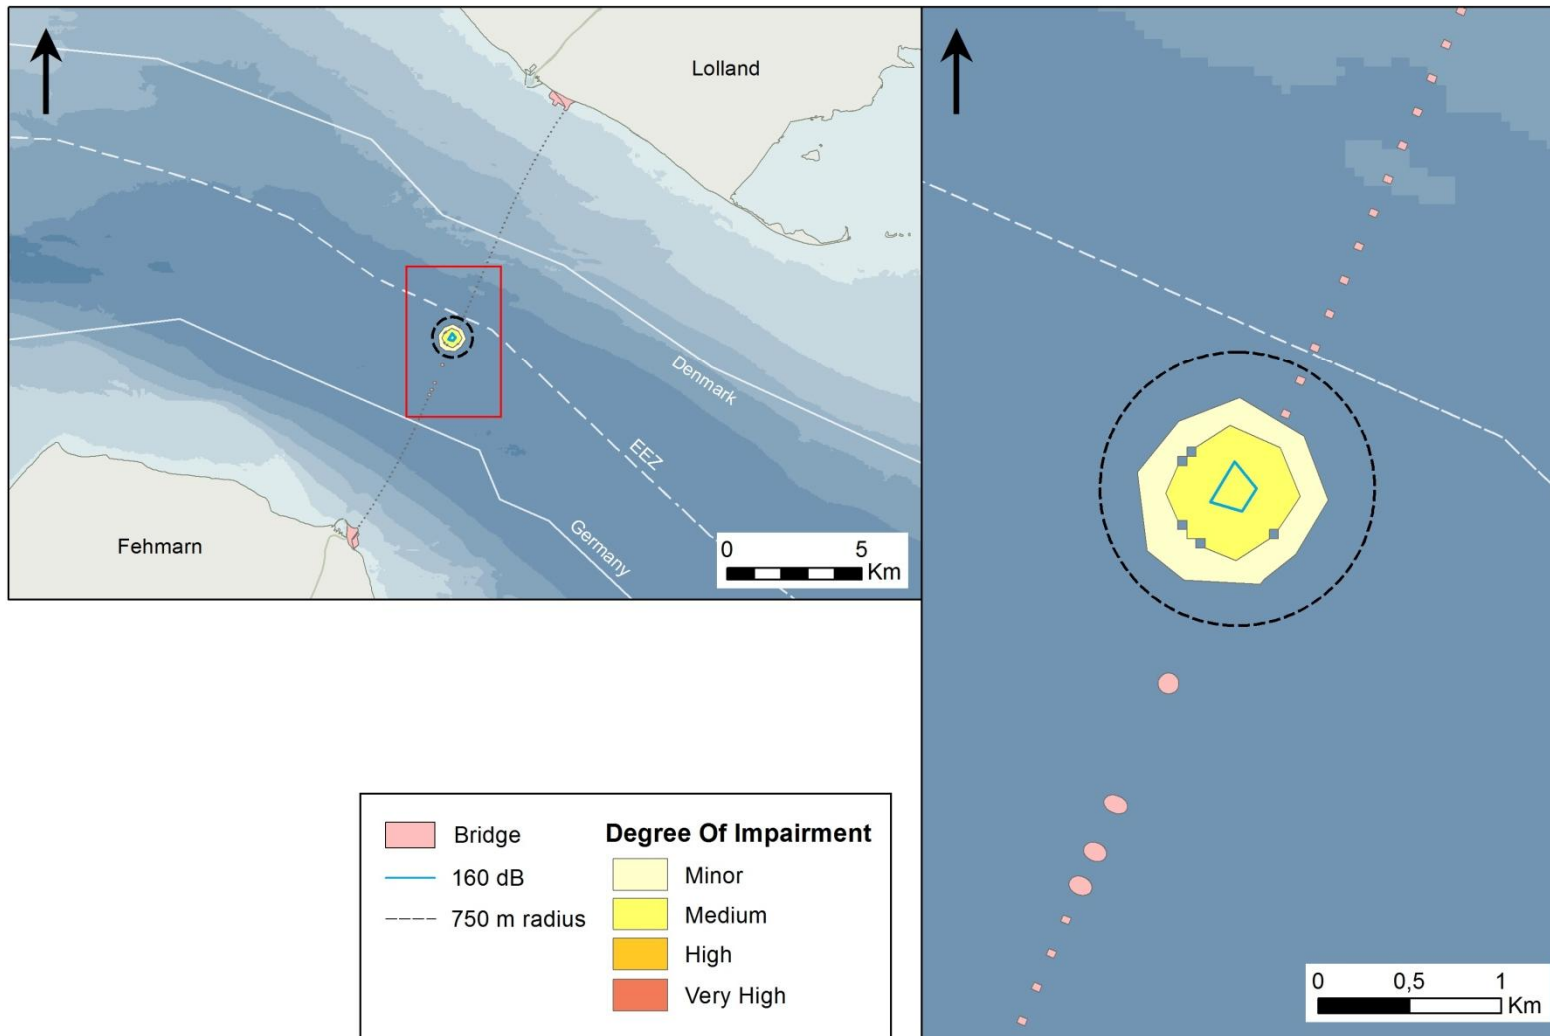 Lolland
Denmark
EEZ
Germany
Fehmarn
0 5
Km
Bridge
160 dB
750 m radius
Degree Of Impairment
Minor
Medium
High
Very High
0 0,5 1
Km